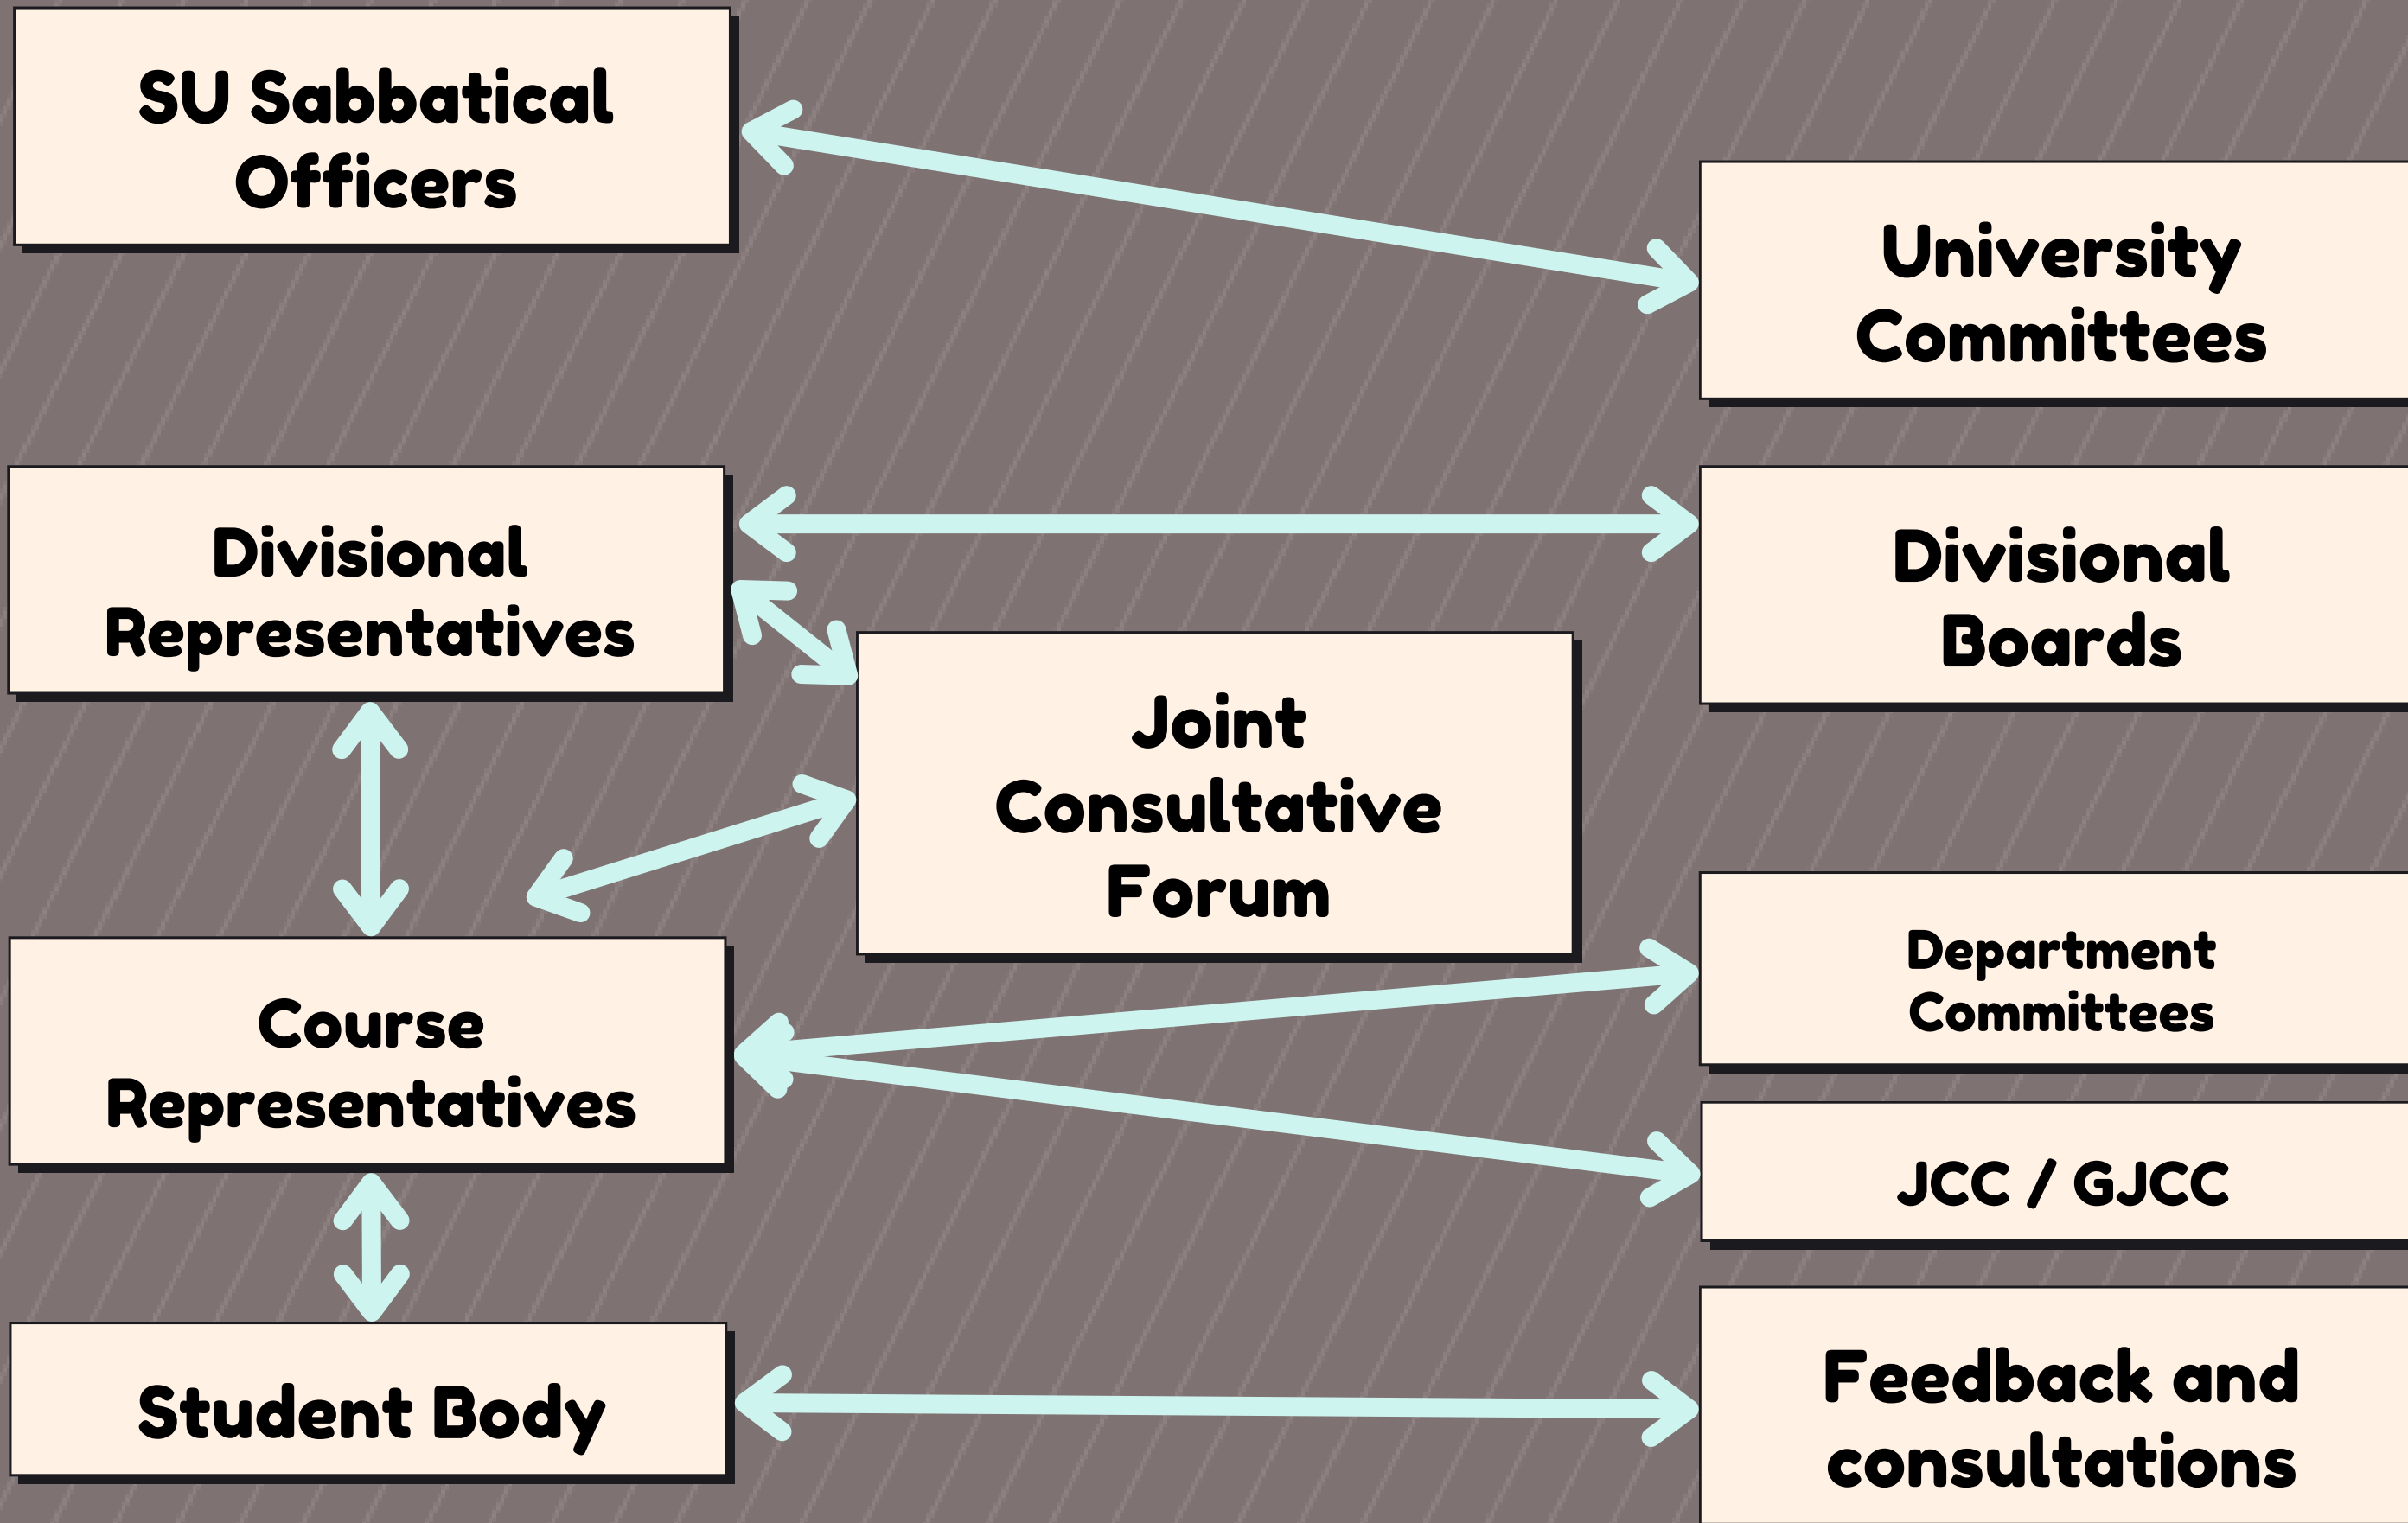 SU Sabbatical
Officers
University
Committees
Divisional
Representatives
Divisional
Boards
Joint
Consultative
Forum
Course
Representatives
Department
Committees
JCC / GJCC
Student Body
Feedback and
consultations